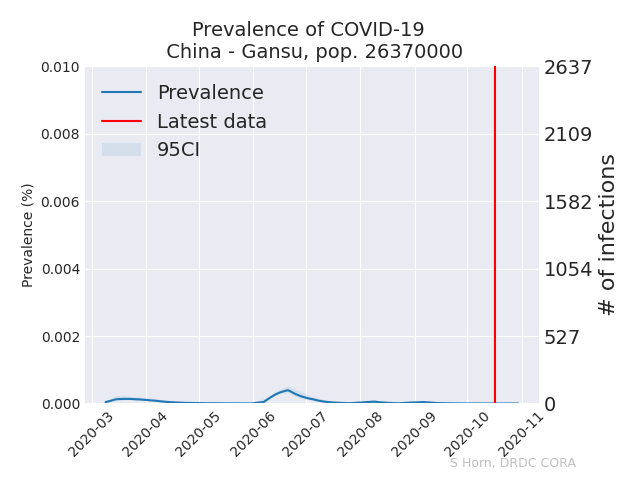 Prevalence of COVID-19
China - Gansu, pop. 26370000
Prevalence
Latest data
95CI
Prevalence (%)
0.010
0.008
0.006
0.004
0.002
0.000
2637
2109
1582
1054
527
0
# of infections
2020-03
2020-04
2020-05
2020-06
2020-07
2020-08
2020-09
2020-10
2020-11
S Horn, DRDC CORA